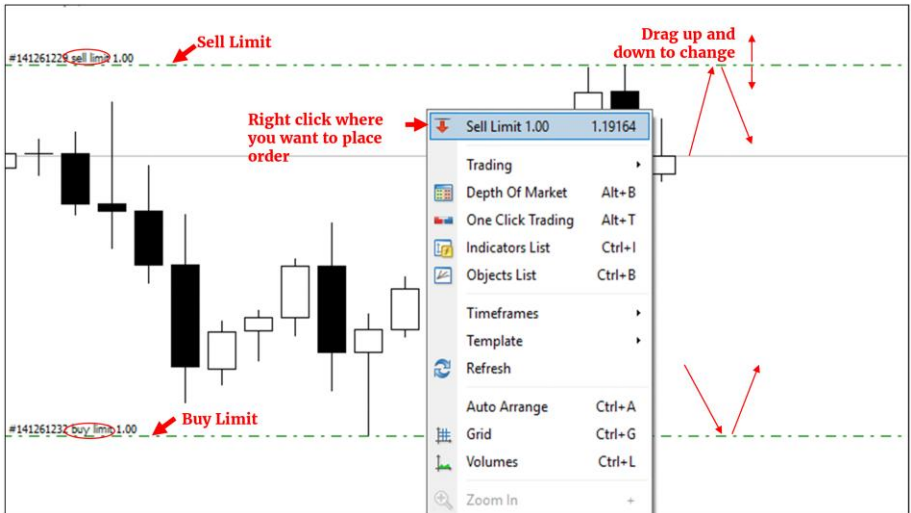 Sell Limit
Drag up and
down to change
#141261229 sell limit 1.00
Right click where
you want to place
order
Sell Limit 1.00 1.19164
Trading
Depth Of Market Alt+B
One Click Trading Alt+T
Indicators List Ctrl+I
Objects List Ctrl+B
Timeframes
Template
Refresh
Auto Arrange Ctrl+A
Grid Ctrl+G
Volumes Ctrl+L
Zoom In +
Buy Limit
#141261232 buy limit 1.00